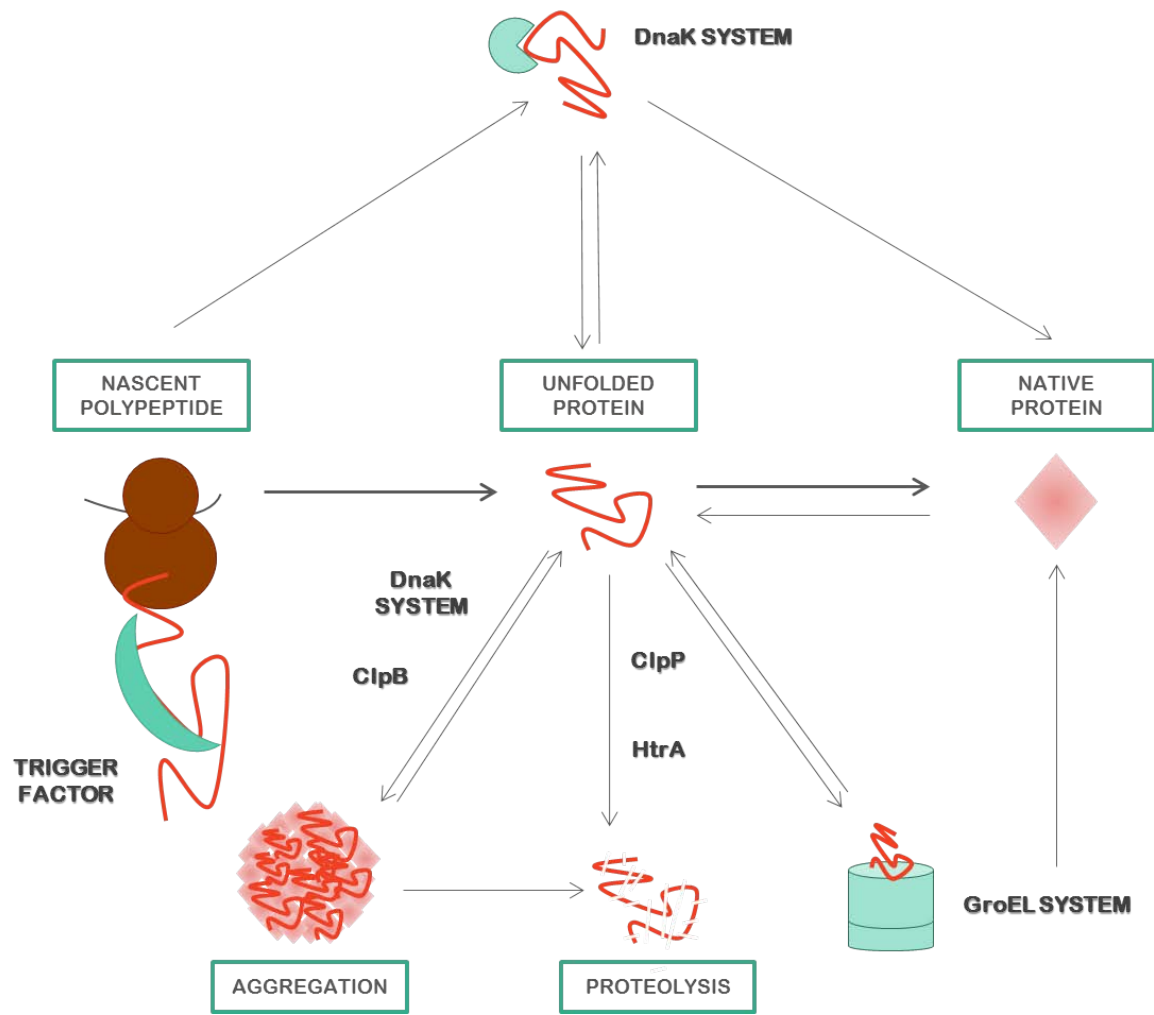 DnaK SYSTEM
NASCENT
POLYPEPTIDE
UNFOLDED
PROTEIN
NATIVE
PROTEIN
DnaK
SYSTEM
ClpB
ClpP
HtrA
TRIGGER
FACTOR
GroEL SYSTEM
AGGREGATION
PROTEOLYSIS